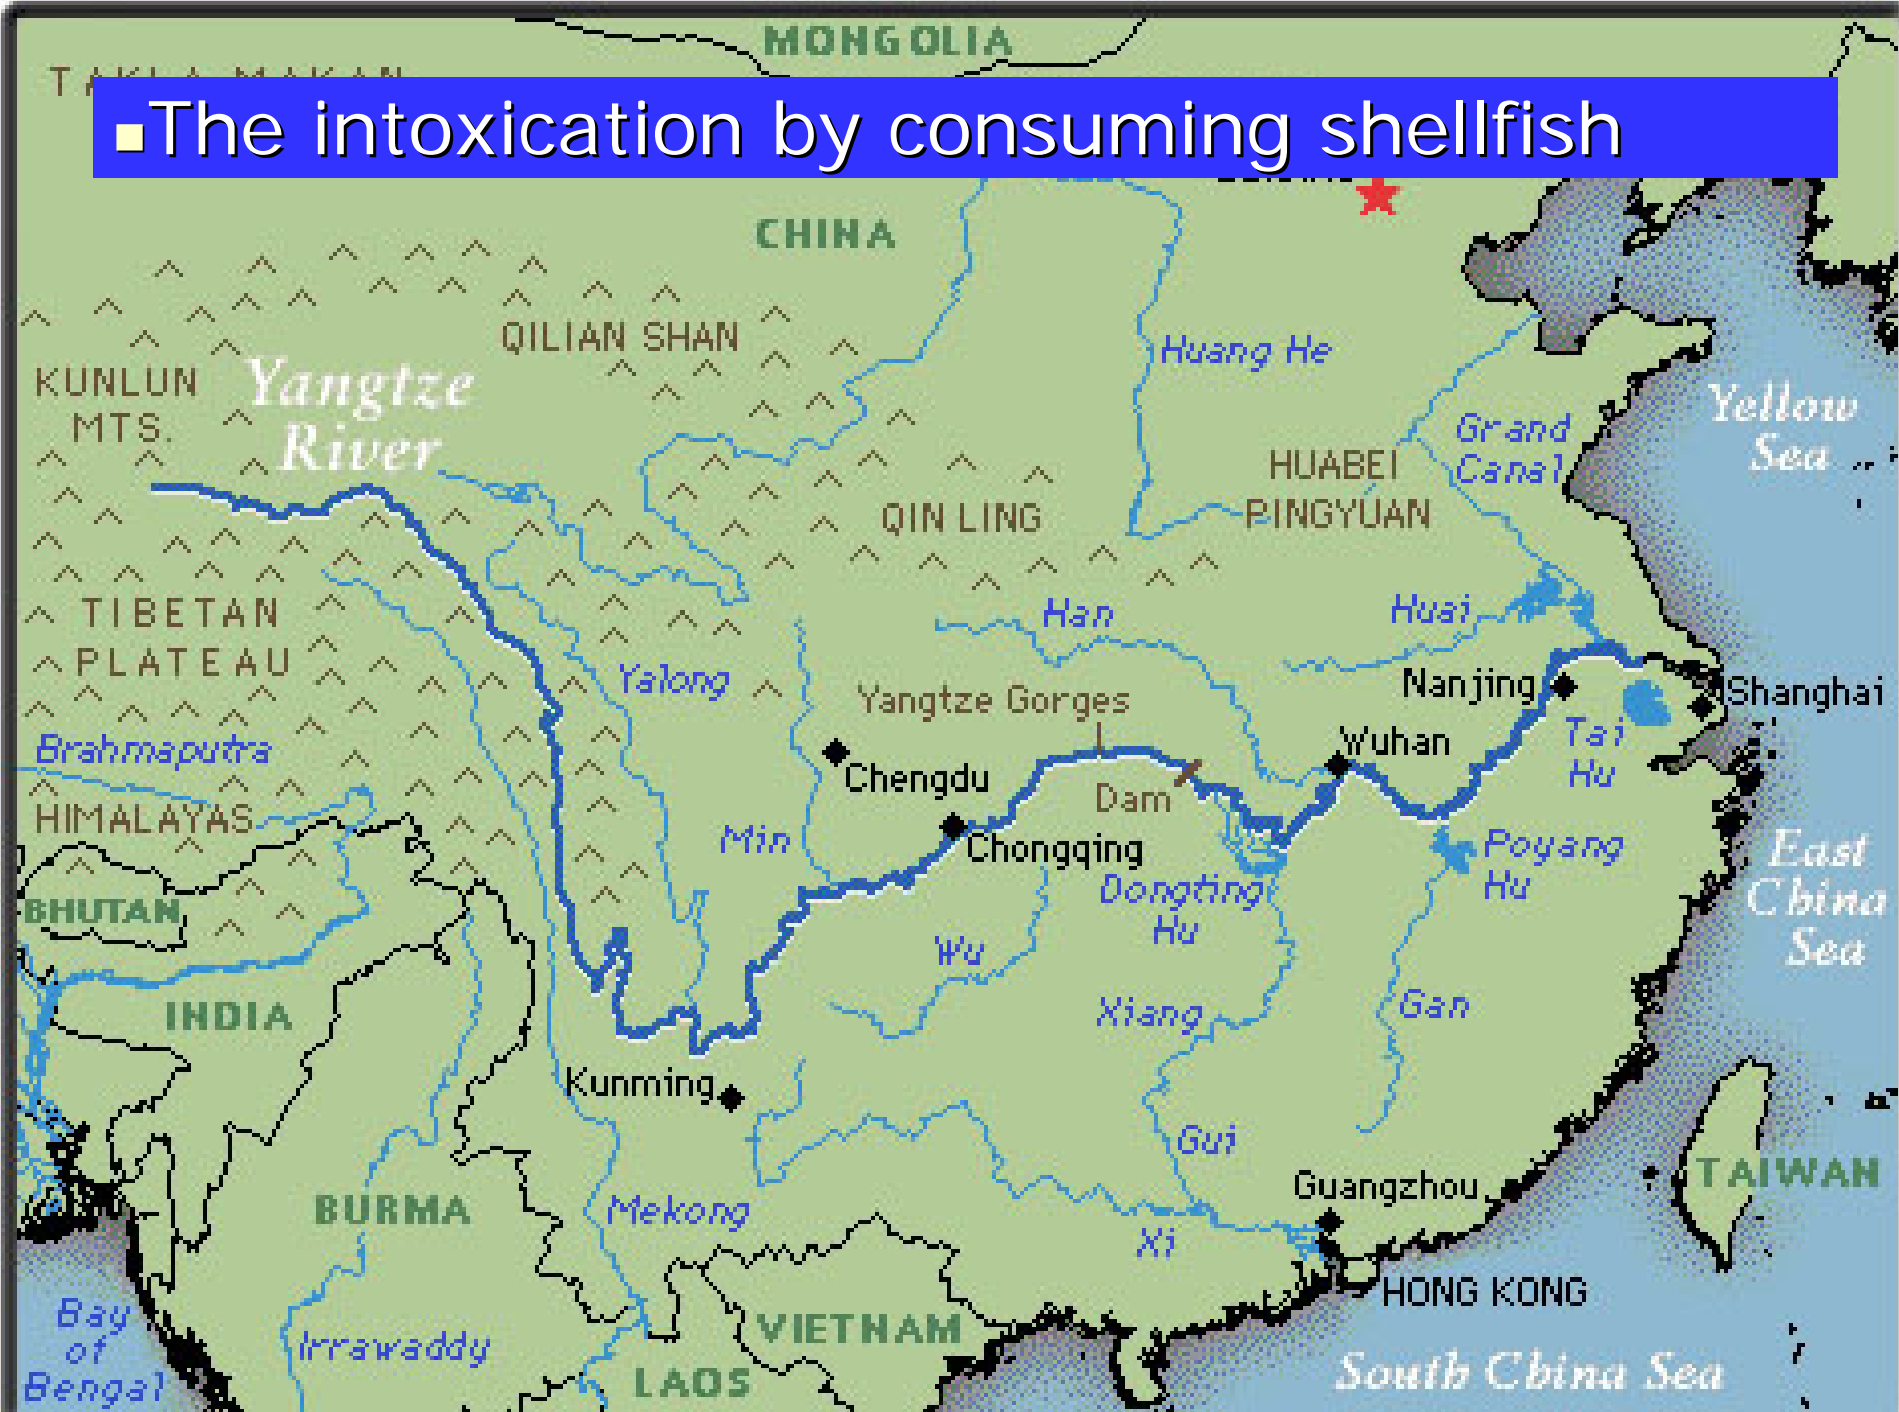 MONGOLIA
TAKLA MAKAN
▪The intoxication by consuming shellfish
CHINA
QILIAN SHAN
Huang He
KUNLUN
MTS.
Yangtze
River
Yellow
Sea
Grand
Canal
HUABEI
PINGYUAN
QIN LING
TIBETAN
PLATEAU
Han
Huai
Yalong
Yangtze Gorges
Nanjing
Shanghai
Brahmaputra
Wuhan
Tai
Hu
Chengdu
Dam
HIMALAYAS
Min
Chongqing
Poyang
Hu
East
China
Sea
Dongting
Hu
BHUTAN
Wu
INDIA
Xiang
Gan
Kunming
Gui
TAIWAN
Guangzhou
BURMA
Mekong
Xi
HONG KONG
Bay
of
Bengal
Irrawaddy
VIETNAM
LAOS
South China Sea